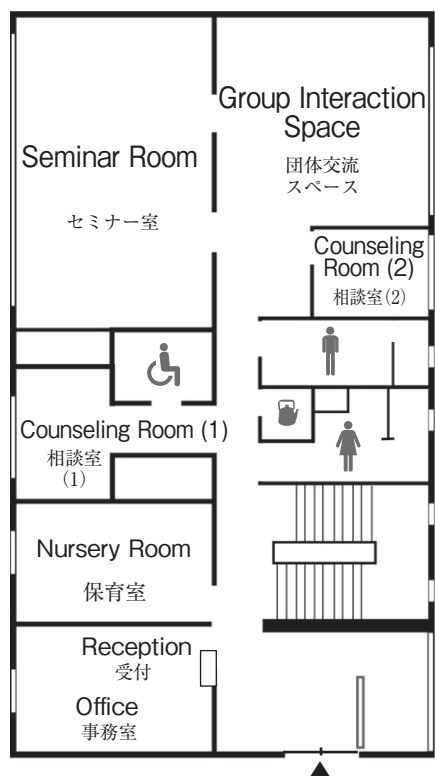 Group Interaction
Space
団体交流
スペース
Seminar Room
セミナー室
Counseling
Room (2)
相談室(2)
Counseling Room (1)
相談室
(1)
Nursery Room
保育室
Reception
受付
Office
事務室